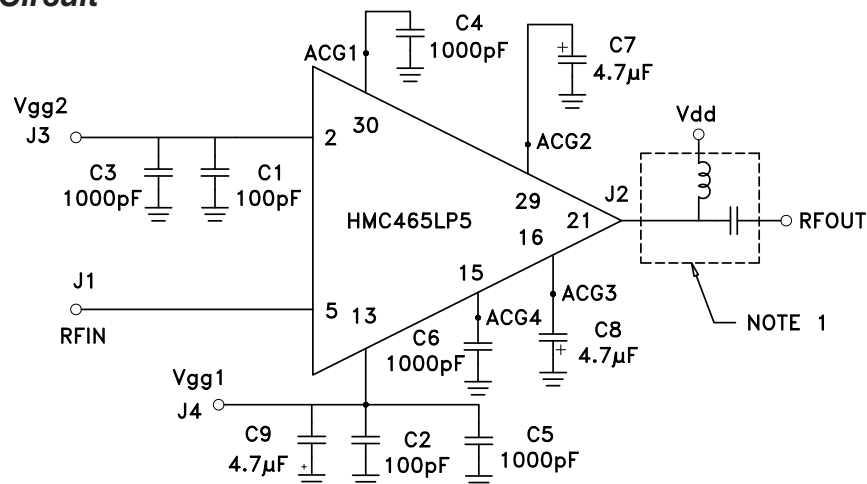 Circuit
C4
1000pF
ACG1
C7
4.7μF
+
Vgg2
J3
2
30
ACG2
Vdd
C3
1000pF
C1
100pF
29
J2
HMC465LP5
21
RFOUT
16
J1
15
5
13
ACG3
NOTE 1
RFIN
ACG4
C6
1000pF
C8
4.7μF
+
Vgg1
J4
C9
4.7μF
+
C2
100pF
C5
1000pF